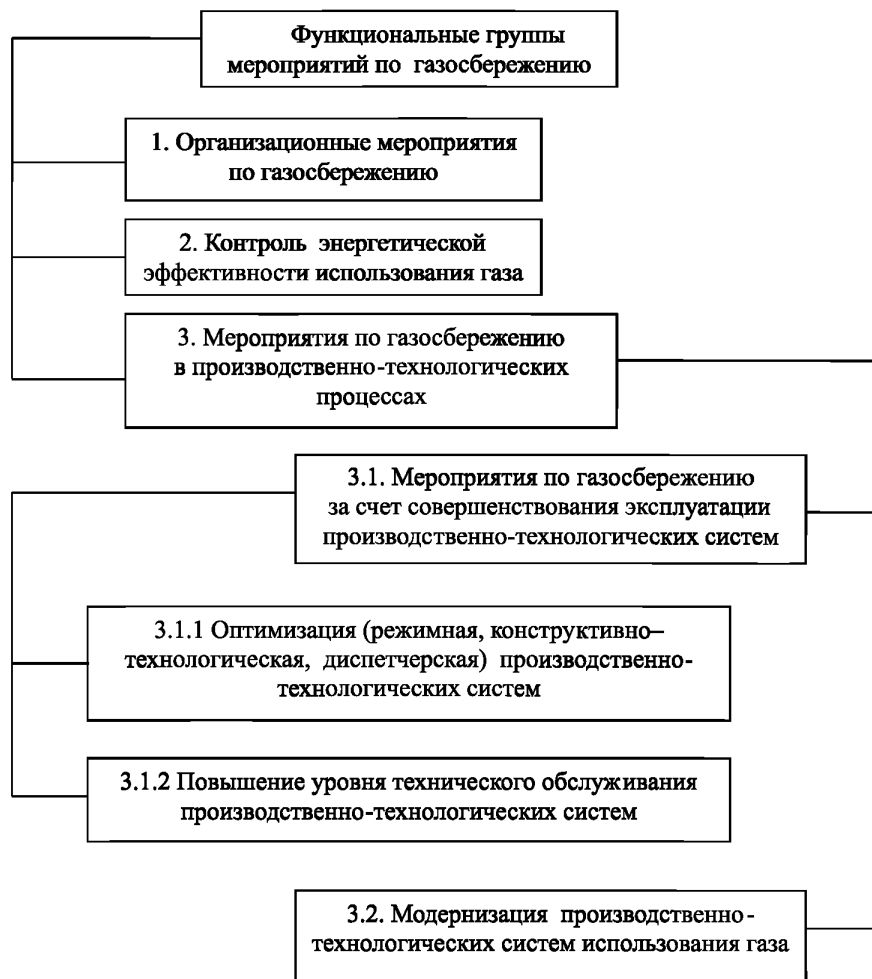 Функциональные группы
мероприятий по газосбережению
1. Организационные мероприятия
по газосбережению
2. Контроль энергетической
эффективности использования газа
3. Мероприятия по газосбережению
в производственно-технологических
процессах
3.1. Мероприятия по газосбережению
за счет совершенствования эксплуатации
производственно-технологических систем
3.1.1 Оптимизация (режимная, конструктивно–
технологическая, диспетчерская) производственно-
технологических систем
3.1.2 Повышение уровня технического обслуживания
производственно-технологических систем
3.2. Модернизация производственно-
технологических систем использования газа